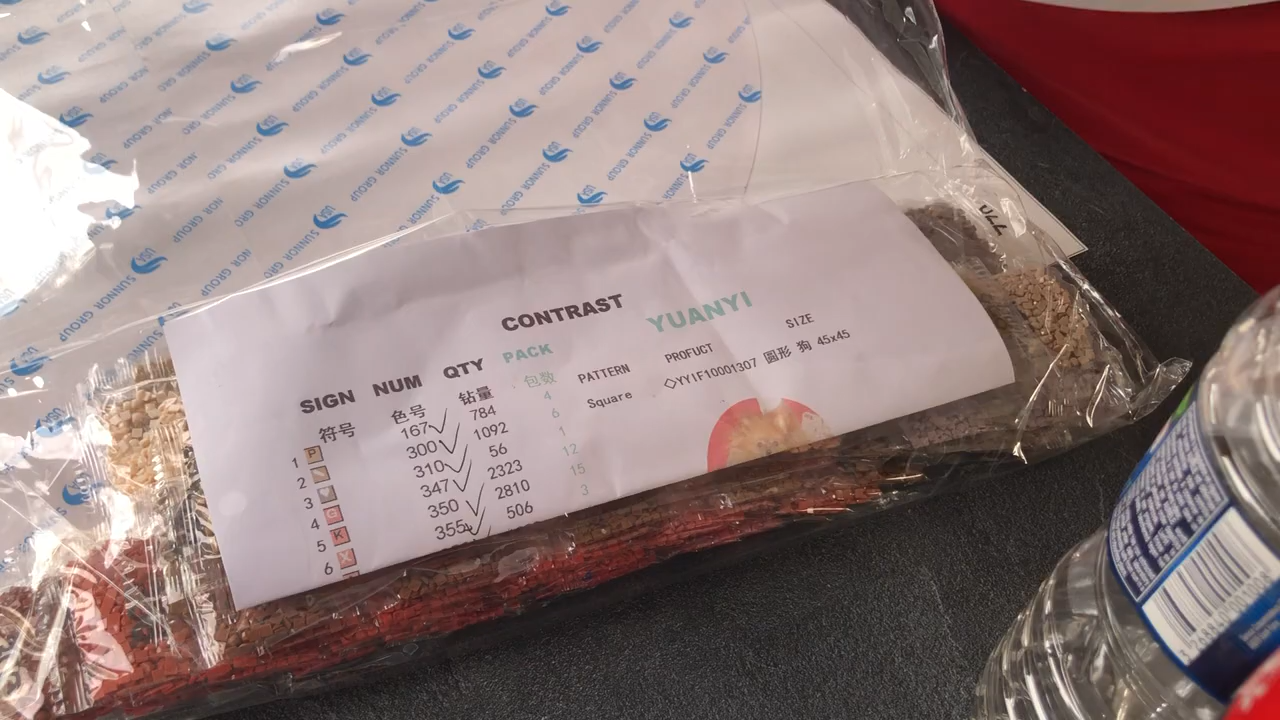 USA SUNNOR GROUP
CONTRAST YUANYI
SIGN NUM QTY PACK PATTERN PROFUCT SIZE
符号 色号 钻量 包数 Square ◇YYIF10001307 圆形 狗 45x45
1 P 167 784 4
2 300 1092 6
3 ▼ 310 56 1
4 G 347 2323 12
5 K 350 2810 15
6 X 355 506 3